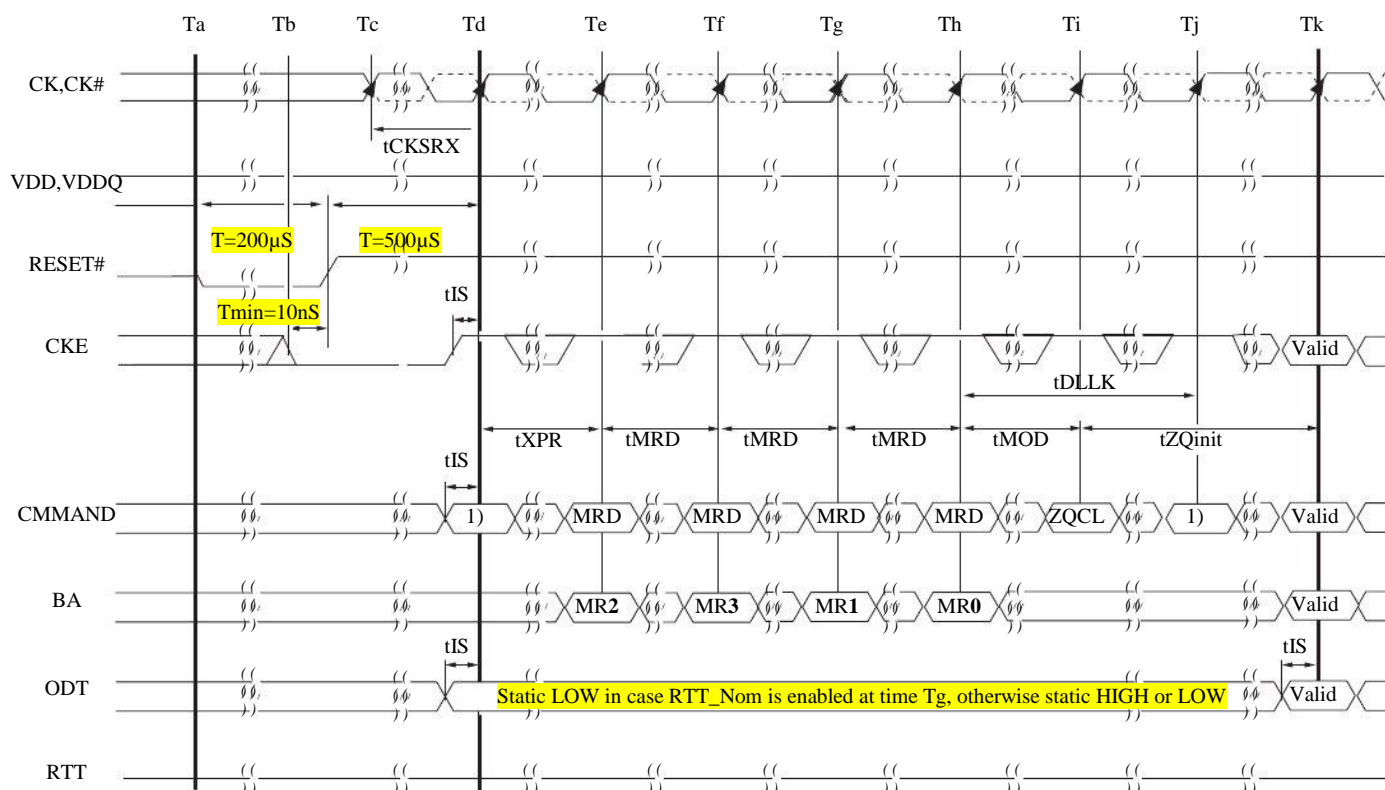 Ta Tb Tc Td Te Tf Tg Th Ti Tj Tk
CK,CK#
tCKSRX
VDD,VDDQ
T=200µS T=500µS
RESET#
Tmin=10nS tIS
CKE Valid
tDLLK
tXPR tMRD tMRD tMRD tMOD tZQinit
tIS
CMMAND 1) MRD MRD MRD MRD ZQCL 1) Valid
BA MR2 MR3 MR1 MR0 Valid
tIS tIS
ODT Static LOW in case RTT_Nom is enabled at time Tg, otherwise static HIGH or LOW Valid
RTT